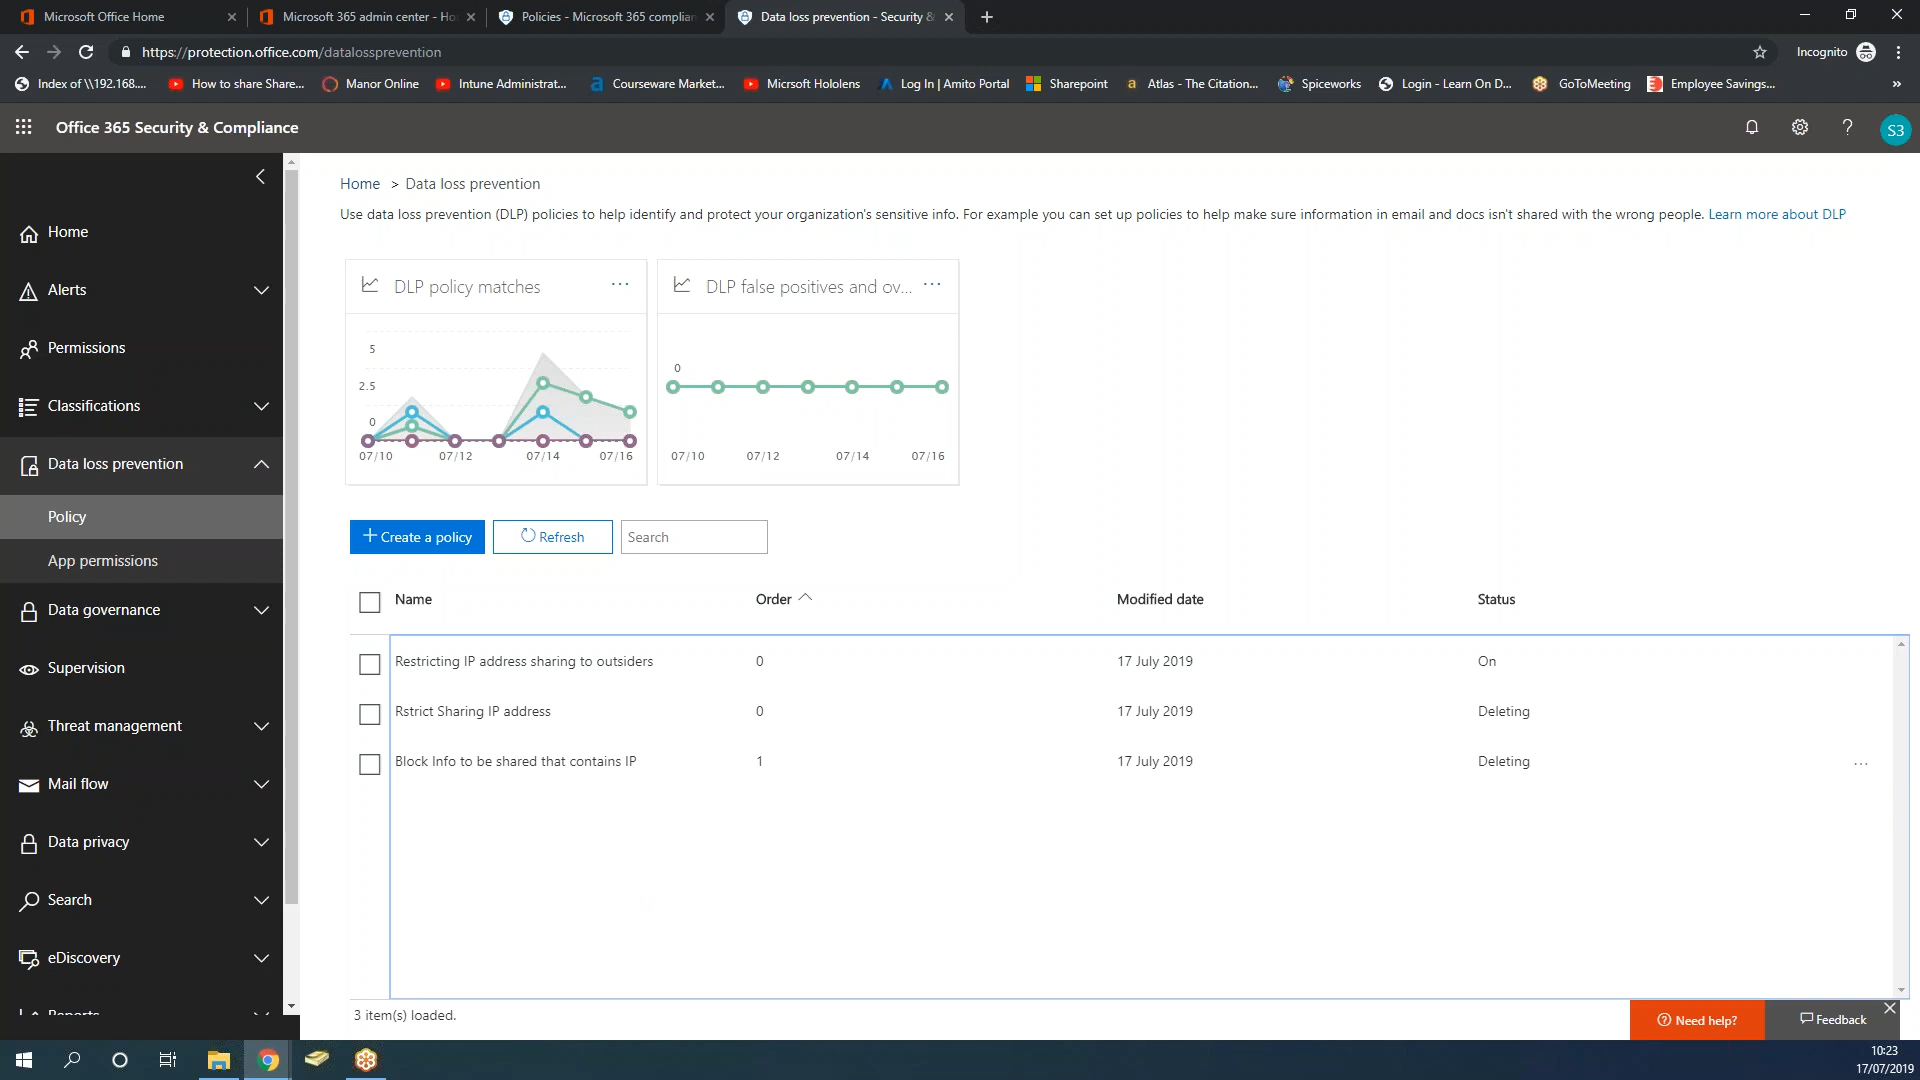 Microsoft Office Home
Microsoft 365 admin center - Ho
Policies - Microsoft 365 complian
Data loss prevention - Security &
https://protection.office.com/datalossprevention
Incognito
Index of \\192.168....
How to share Share...
Manor Online
Intune Administrat...
Courseware Market...
Micrsoft Hololens
Log In | Amito Portal
Sharepoint
Atlas - The Citation...
Spiceworks
Login - Learn On D...
GoToMeeting
Employee Savings...
»
Office 365 Security & Compliance
?
S3
Home
Alerts
Permissions
Classifications
Data loss prevention
Policy
App permissions
Data governance
Supervision
Threat management
Mail flow
Data privacy
Search
eDiscovery
Reports
Home > Data loss prevention
Use data loss prevention (DLP) policies to help identify and protect your organization's sensitive info. For example you can set up policies to help make sure information in email and docs isn't shared with the wrong people. Learn more about DLP
DLP policy matches ...
5
2.5
0
07/10 07/12 07/14 07/16
DLP false positives and ov... ...
0
07/10 07/12 07/14 07/16
+ Create a policy
Refresh
Search
Name Order Modified date Status
Restricting IP address sharing to outsiders 0 17 July 2019 On
Rstrict Sharing IP address 0 17 July 2019 Deleting
Block Info to be shared that contains IP 1 17 July 2019 Deleting ...
3 item(s) loaded.
Need help?
Feedback
10:23
17/07/2019